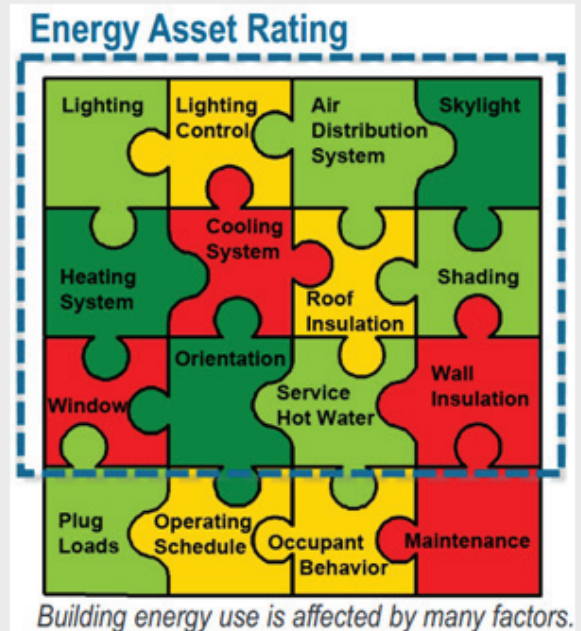 Energy Asset Rating
Lighting
Lighting
Control
Air
Distribution
System
Skylight
Heating
System
Cooling
System
Roof
Insulation
Shading
Window
Orientation
Service
Hot Water
Wall
Insulation
Plug
Loads
Operating
Schedule
Occupant
Behavior
Maintenance
Building energy use is affected by many factors.